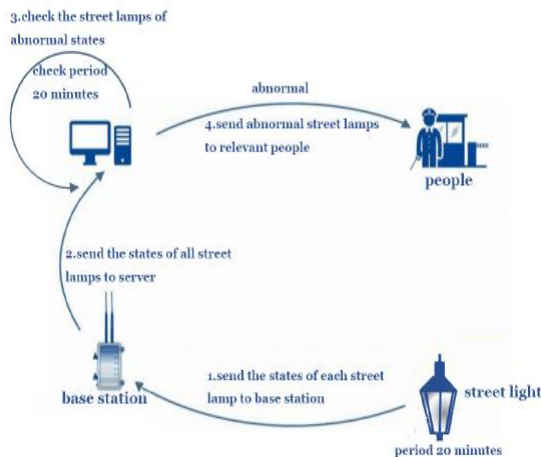 3.check the street lamps of
abnormal states
check period
20 minutes
abnormal
4.send abnormal street lamps
to relevant people
people
2.send the states of all street
lamps to server
base station
1.send the states of each street
lamp to base station
street light
period 20 minutes